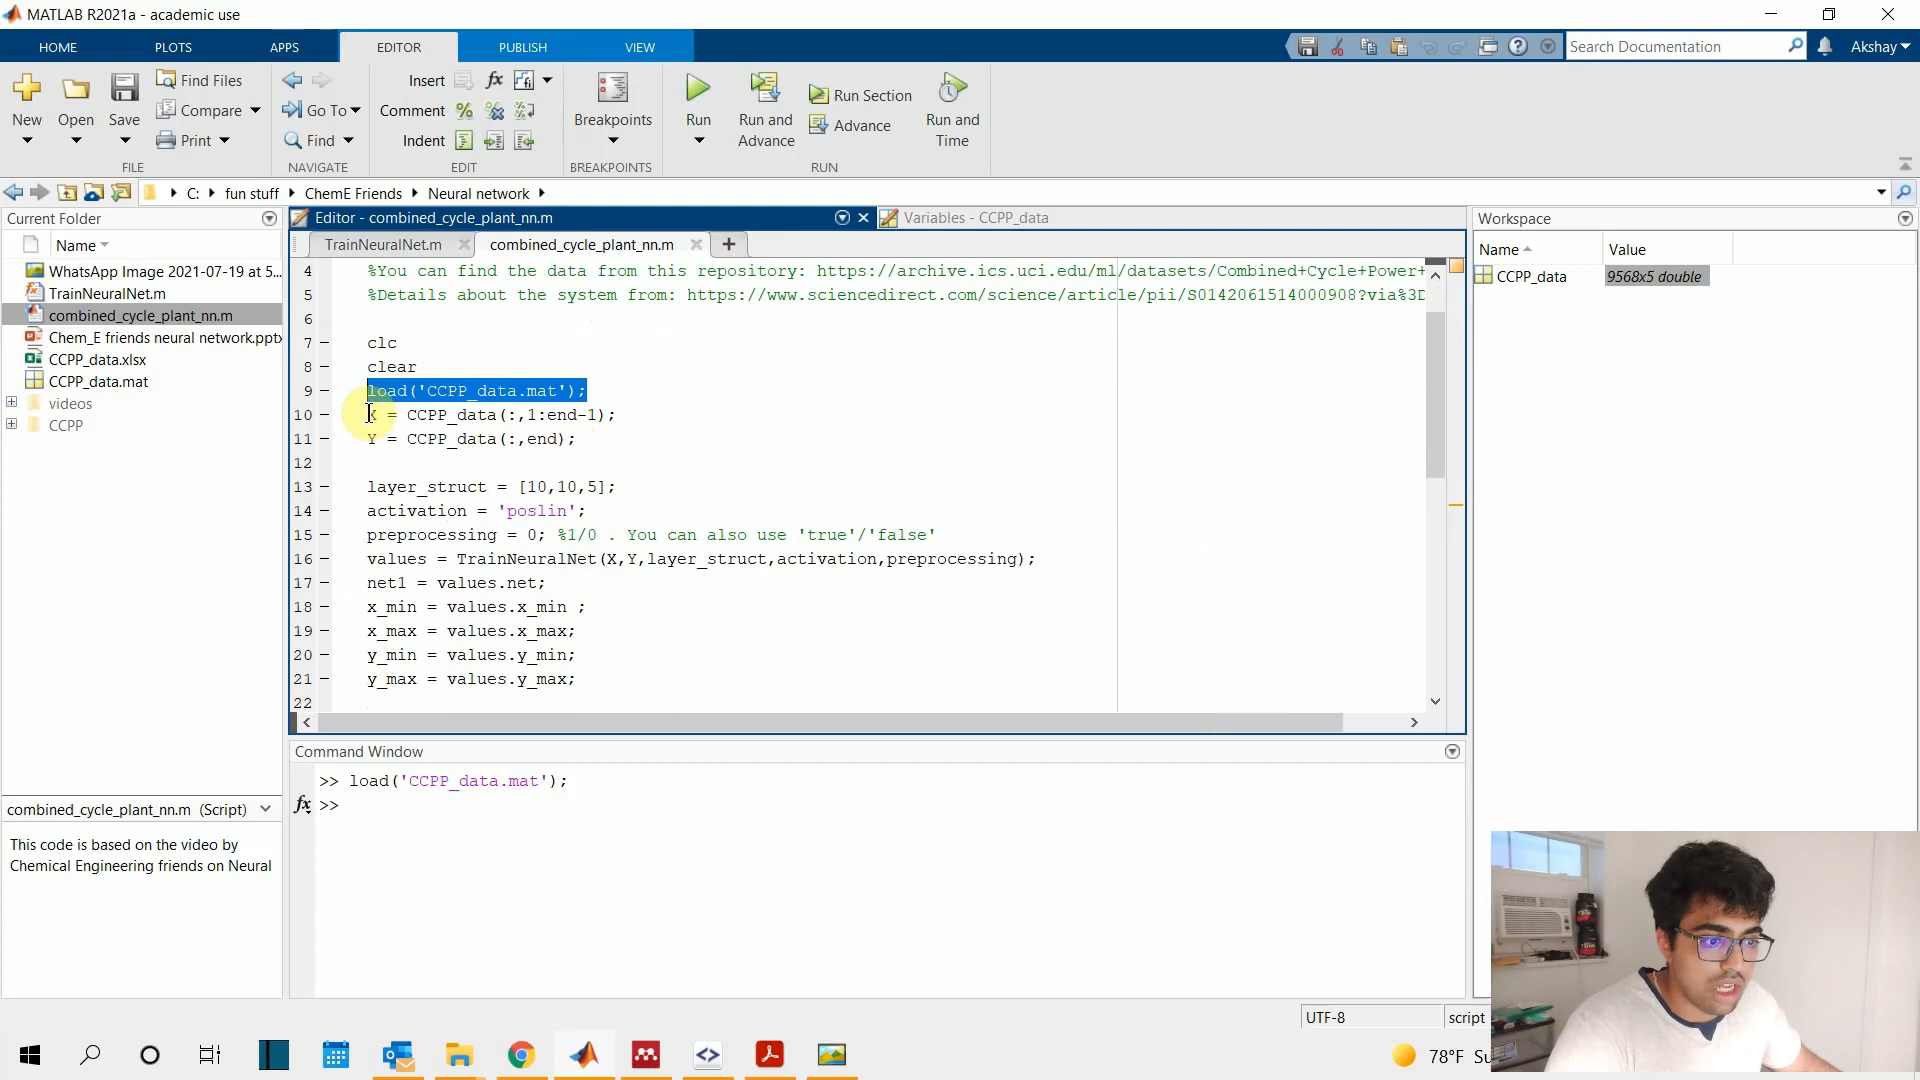 MATLAB R2021a - academic use
HOME PLOTS APPS EDITOR PUBLISH VIEW
Search Documentation
Akshay
New
Open
Save
Find Files
Compare
Print
FILE
Go To
Find
NAVIGATE
Insert
Comment
Indent
fx
EDIT
Breakpoints
BREAKPOINTS
Run
Run and Advance
Run Section
Advance
Run and Time
RUN
C: fun stuff ChemE Friends Neural network
Current Folder
Name
WhatsApp Image 2021-07-19 at 5...
TrainNeuralNet.m
combined_cycle_plant_nn.m
Chem_E friends neural network.pptx
CCPP_data.xlsx
CCPP_data.mat
videos
CCPP
combined_cycle_plant_nn.m (Script)
This code is based on the video by
Chemical Engineering friends on Neural
Editor - combined_cycle_plant_nn.m
Variables - CCPP_data
TrainNeuralNet.m
combined_cycle_plant_nn.m
4 %You can find the data from this repository: https://archive.ics.uci.edu/ml/datasets/Combined+Cycle+Power+
5 %Details about the system from: https://www.sciencedirect.com/science/article/pii/S0142061514000908?via%3D
6
7 – clc
8 – clear
9 – load('CCPP_data.mat');
10 – X = CCPP_data(:,1:end-1);
11 – Y = CCPP_data(:,end);
12
13 – layer_struct = [10,10,5];
14 – activation = 'poslin';
15 – preprocessing = 0; %1/0 . You can also use 'true'/'false'
16 – values = TrainNeuralNet(X,Y,layer_struct,activation,preprocessing);
17 – net1 = values.net;
18 – x_min = values.x_min ;
19 – x_max = values.x_max;
20 – y_min = values.y_min;
21 – y_max = values.y_max;
22
Command Window
>> load('CCPP_data.mat');
fx >>
Workspace
Name Value
CCPP_data 9568x5 double
UTF-8
script
78°F Su